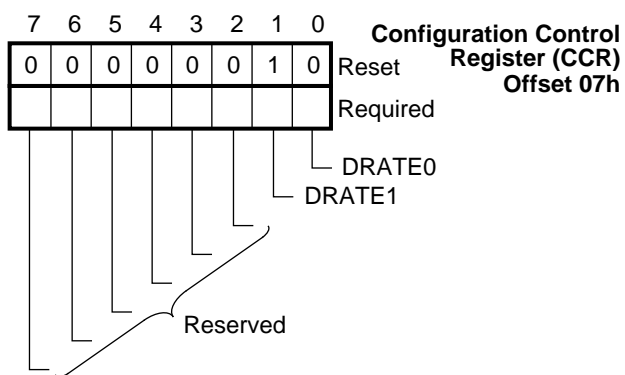 7 6 5 4 3 2 1 0
Configuration Control
Register (CCR)
Offset 07h
0 0 0 0 0 0 1 0 Reset
Required
DRATE0
DRATE1
Reserved